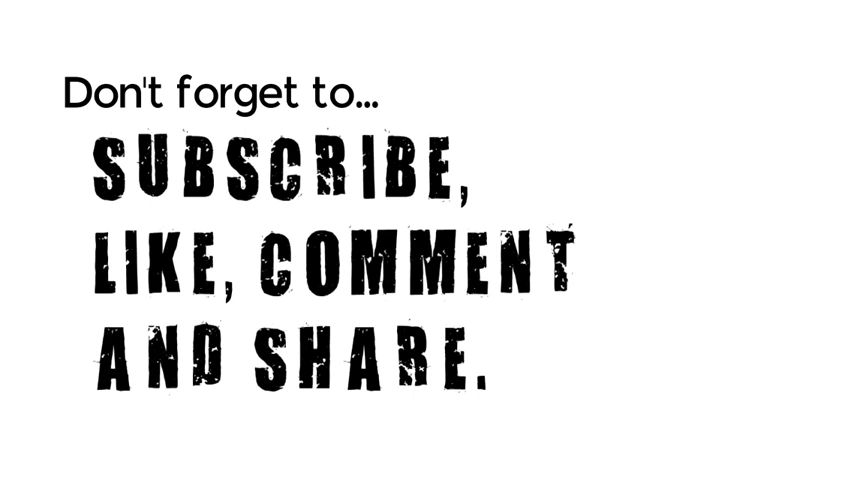 Don't forget to...
SUBSCRIBE,
LIKE, COMMENT
AND SHARE.